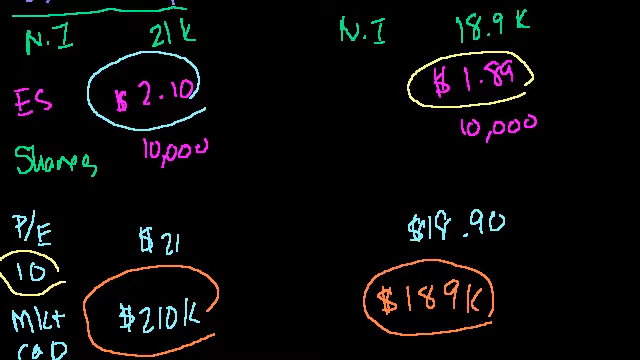 N.I 21K N.I 18.9K
ES $2.10 $1.89
Shares 10,000 10,000
P/E $21 $18.90
10
Mkt $210K $189K
cap